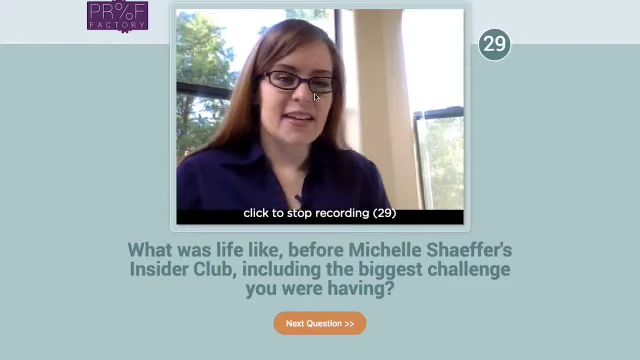 PR%F
FACTORY
29
click to stop recording (29)
What was life like, before Michelle Shaeffer's
Insider Club, including the biggest challenge
you were having?
Next Question >>